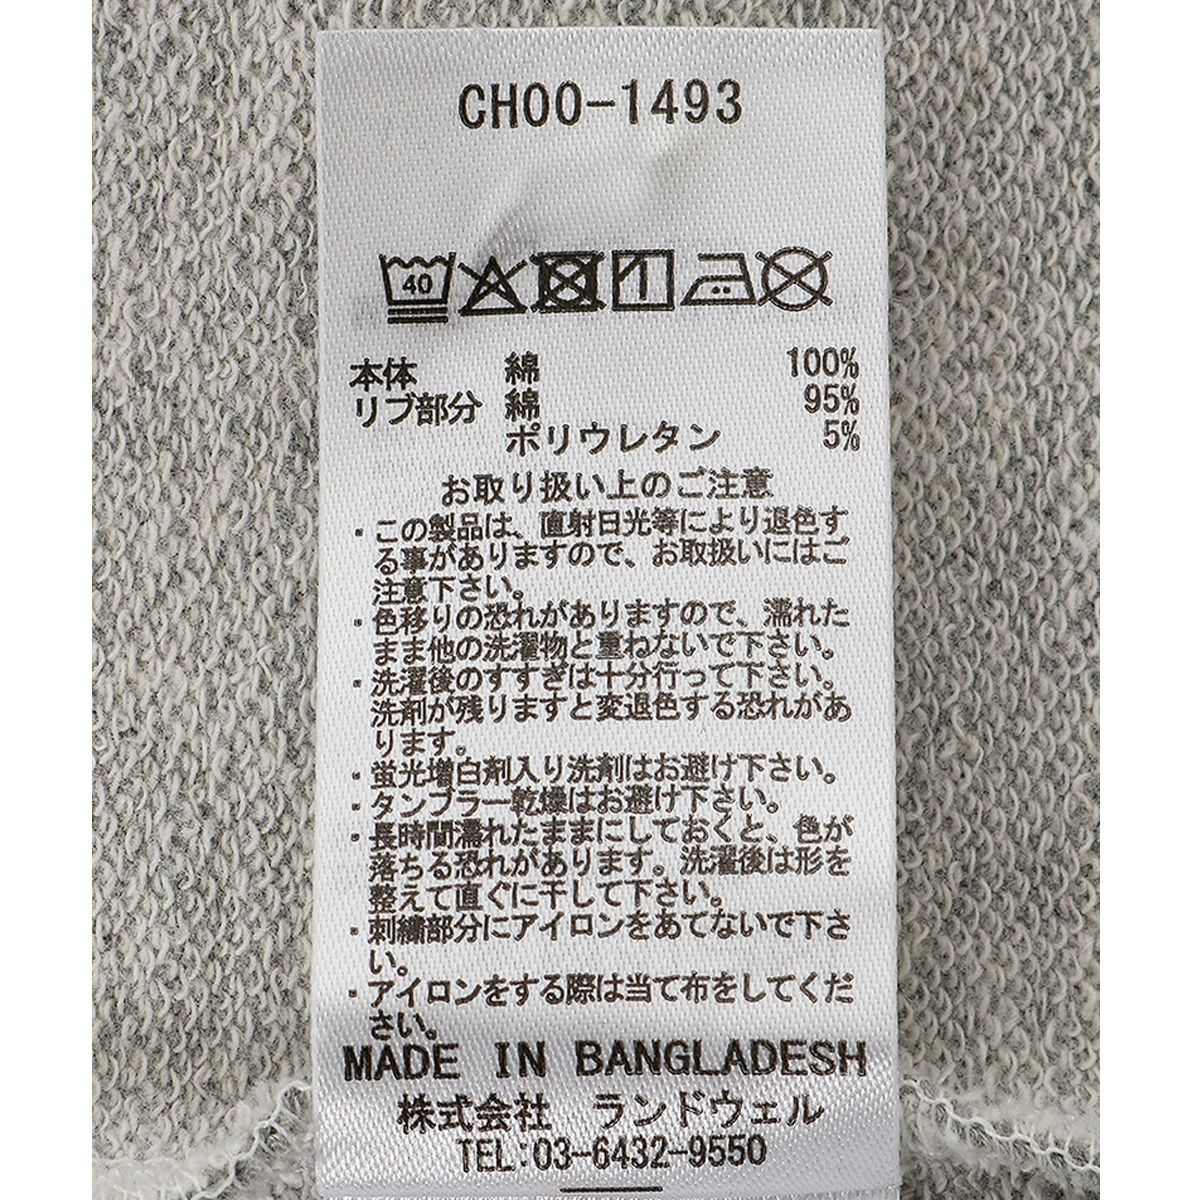 CH00-1493
40
本体 綿 100%
リブ部分 綿 95%
ポリウレタン 5%
お取り扱い上のご注意
・この製品は、直射日光等により退色す
る事がありますので、お取扱いにはご
注意下さい。
・色移りの恐れがありますので、濡れた
まま他の洗濯物と重ねないで下さい。
・洗濯後のすすぎは十分行って下さい。
洗剤が残りますと変退色する恐れがあ
ります。
・蛍光増白剤入り洗剤はお避け下さい。
・タンブラー乾燥はお避け下さい。
・長時間濡れたままにしておくと、色が
落ちる恐れがあります。洗濯後は形を
整えて直ぐに干して下さい。
・刺繍部分にアイロンをあてないで下さ
い。
・アイロンをする際は当て布をしてくだ
さい。
MADE IN BANGLADESH
株式会社 ランドウェル
TEL:03-6432-9550